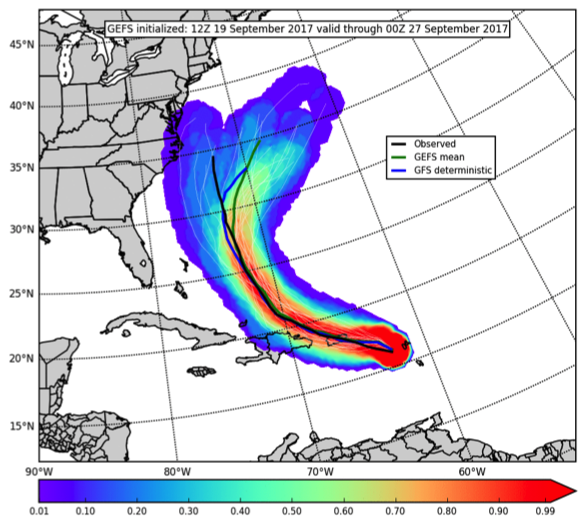 GEFS initialized: 12Z 19 September 2017 valid through 00Z 27 September 2017
45°N
40°N
35°N
30°N
25°N
20°N
15°N
Observed
GEFS mean
GFS deterministic
90°W 80°W 70°W 60°W
0.01 0.10 0.20 0.30 0.40 0.50 0.60 0.70 0.80 0.90 0.99